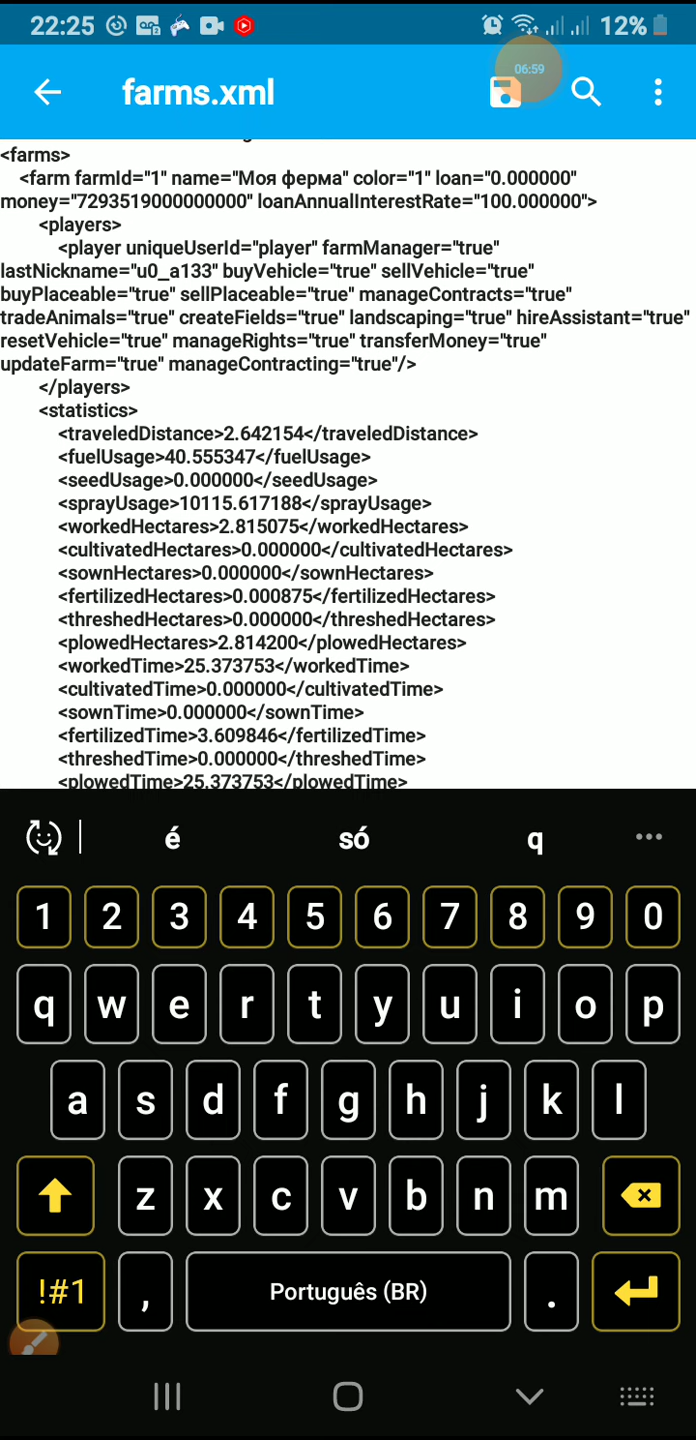 22:25 12%
06:59
farms.xml
<farms>
<farm farmId="1" name="Моя ферма" color="1" loan="0.000000"
money="7293519000000000" loanAnnualInterestRate="100.000000">
<players>
<player uniqueUserId="player" farmManager="true"
lastNickname="u0_a133" buyVehicle="true" sellVehicle="true"
buyPlaceable="true" sellPlaceable="true" manageContracts="true"
tradeAnimals="true" createFields="true" landscaping="true" hireAssistant="true"
resetVehicle="true" manageRights="true" transferMoney="true"
updateFarm="true" manageContracting="true"/>
</players>
<statistics>
<traveledDistance>2.642154</traveledDistance>
<fuelUsage>40.555347</fuelUsage>
<seedUsage>0.000000</seedUsage>
<sprayUsage>10115.617188</sprayUsage>
<workedHectares>2.815075</workedHectares>
<cultivatedHectares>0.000000</cultivatedHectares>
<sownHectares>0.000000</sownHectares>
<fertilizedHectares>0.000875</fertilizedHectares>
<threshedHectares>0.000000</threshedHectares>
<plowedHectares>2.814200</plowedHectares>
<workedTime>25.373753</workedTime>
<cultivatedTime>0.000000</cultivatedTime>
<sownTime>0.000000</sownTime>
<fertilizedTime>3.609846</fertilizedTime>
<threshedTime>0.000000</threshedTime>
<plowedTime>25.373753</plowedTime>
é só q
1 2 3 4 5 6 7 8 9 0
q w e r t y u i o p
a s d f g h j k l
z x c v b n m
!#1 , Português (BR) .